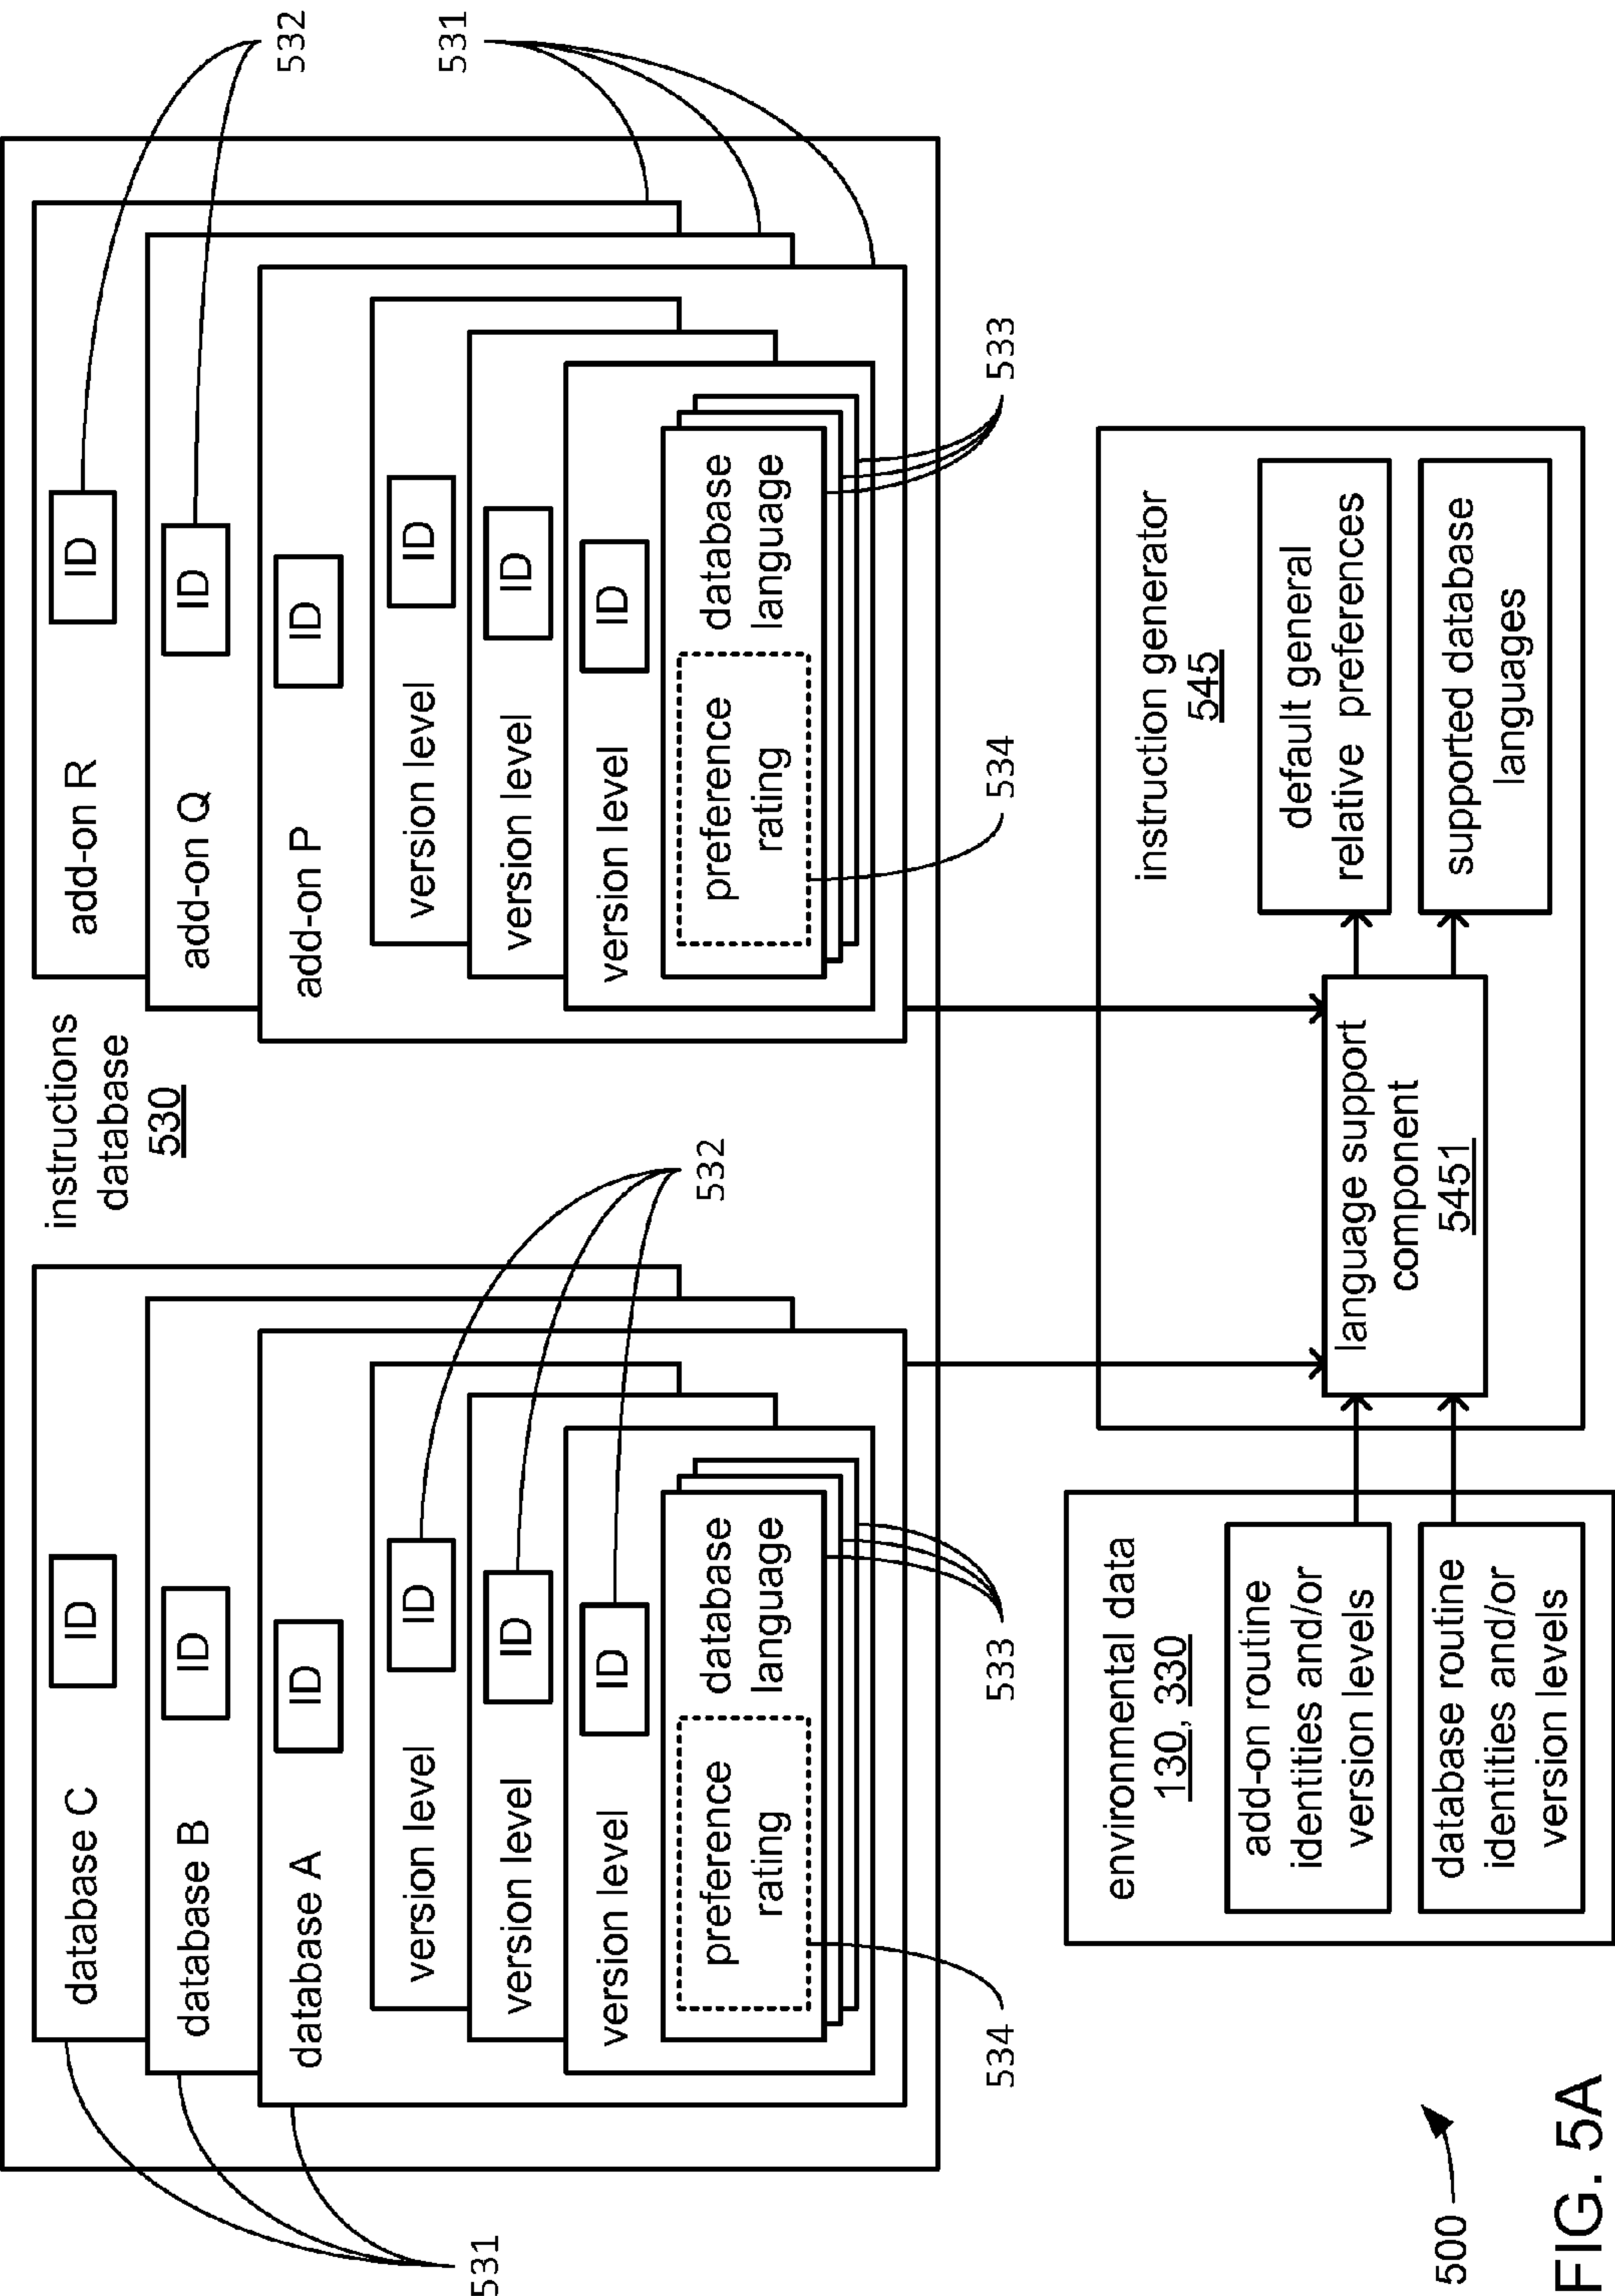 instructions
database
530
database C
ID
database B
ID
database A
ID
version level
ID
version level
ID
version level
ID
preference
rating
database
language
531
532
533
534
add-on R
ID
add-on Q
ID
add-on P
ID
version level
ID
version level
ID
version level
ID
preference
rating
database
language
532
531
533
534
environmental data
130, 330
add-on routine
identities and/or
version levels
database routine
identities and/or
version levels
instruction generator
545
language support
component
5451
default general
relative preferences
supported database
languages
500
FIG. 5A